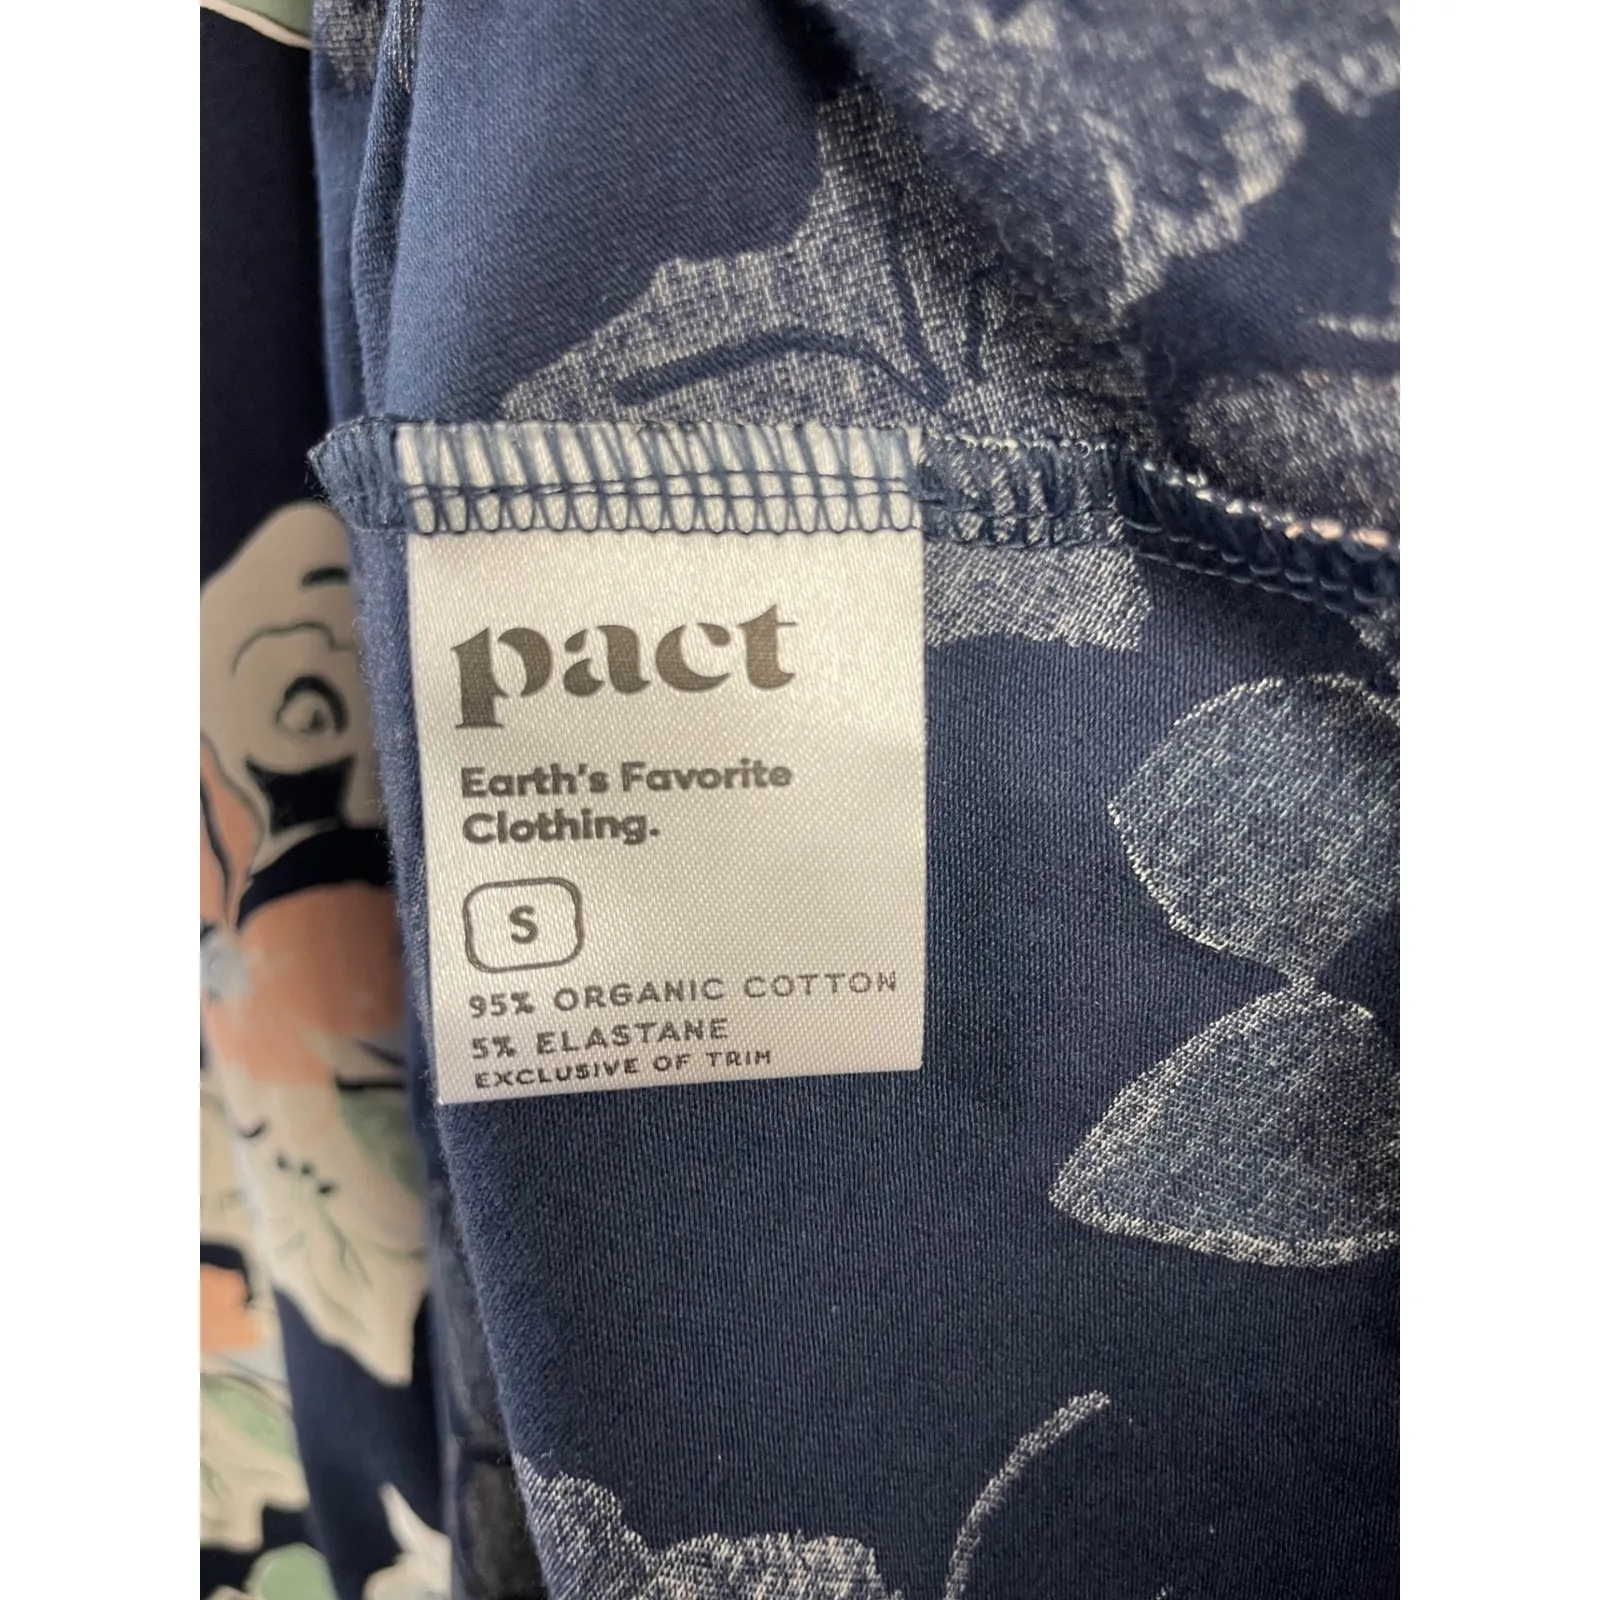 pact
Earth's Favorite
Clothing.
S
95% ORGANIC COTTON
5% ELASTANE
EXCLUSIVE OF TRIM